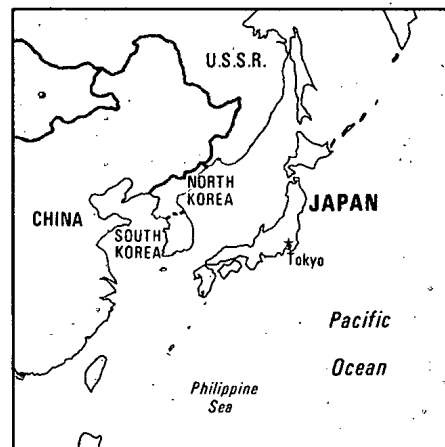 U.S.S.R.
NORTH
KOREA
JAPAN
CHINA
SOUTH
KOREA
Tokyo
Pacific
Ocean
Philippine
Sea